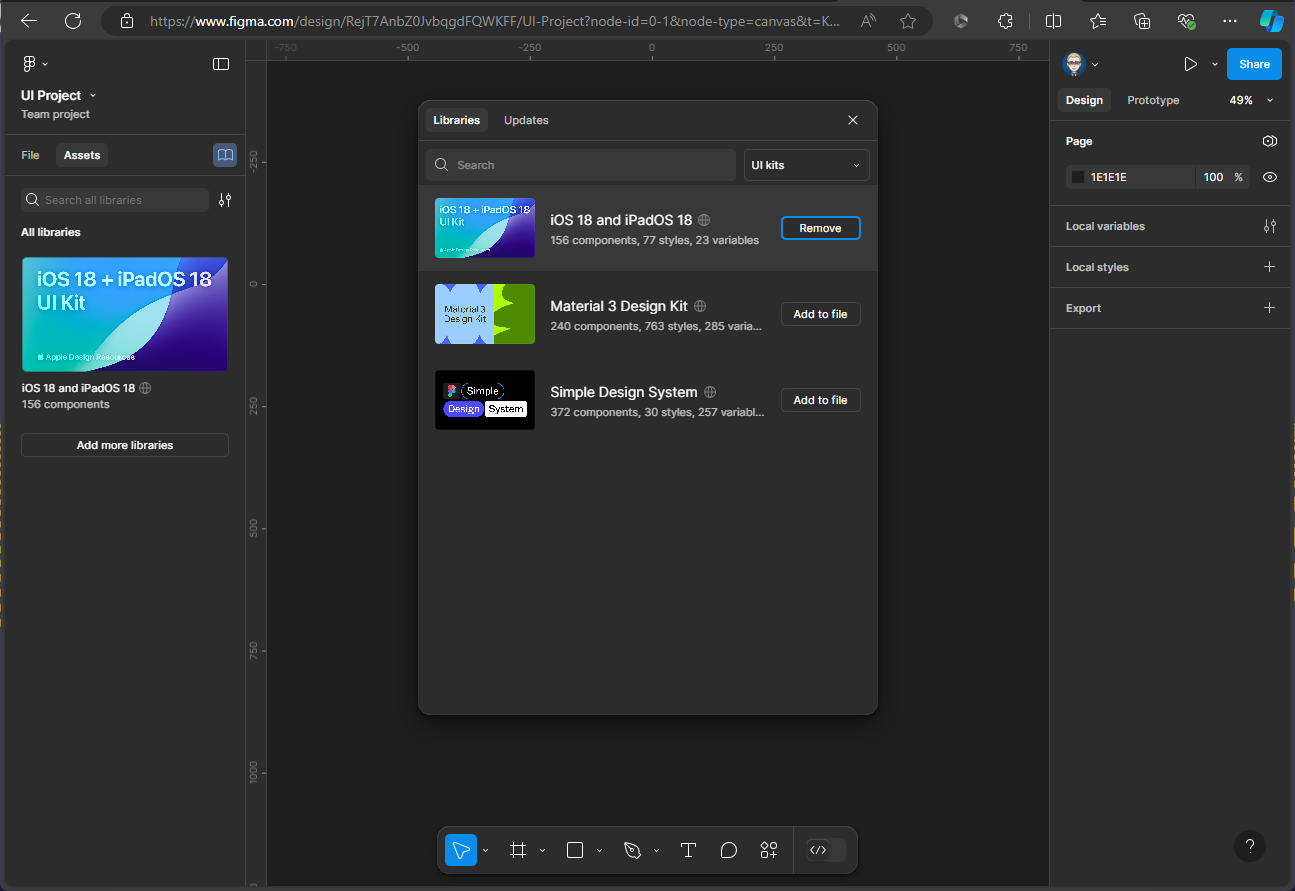 https://www.figma.com/design/RejT7AnbZ0JvbqgdFQWKFF/UI-Project?node-id=0-1&node-type=canvas&t=K...
UI Project
Team project
File
Assets
Search all libraries
All libraries
iOS 18 + iPadOS 18
UI Kit
Apple Design Resources
iOS 18 and iPadOS 18
156 components
Add more libraries
-750
-500
-250
0
250
500
750
-250
0
250
500
750
1000
Libraries
Updates
Search
UI kits
iOS 18 + iPadOS 18
UI Kit
Apple Design Resources
iOS 18 and iPadOS 18
156 components, 77 styles, 23 variables
Remove
Material 3
Design Kit
Material 3 Design Kit
240 components, 763 styles, 285 varia...
Add to file
Simple
Design System
Simple Design System
372 components, 30 styles, 257 variabl...
Add to file
Share
Design
Prototype
49%
Page
1E1E1E
100 %
Local variables
Local styles
Export
?